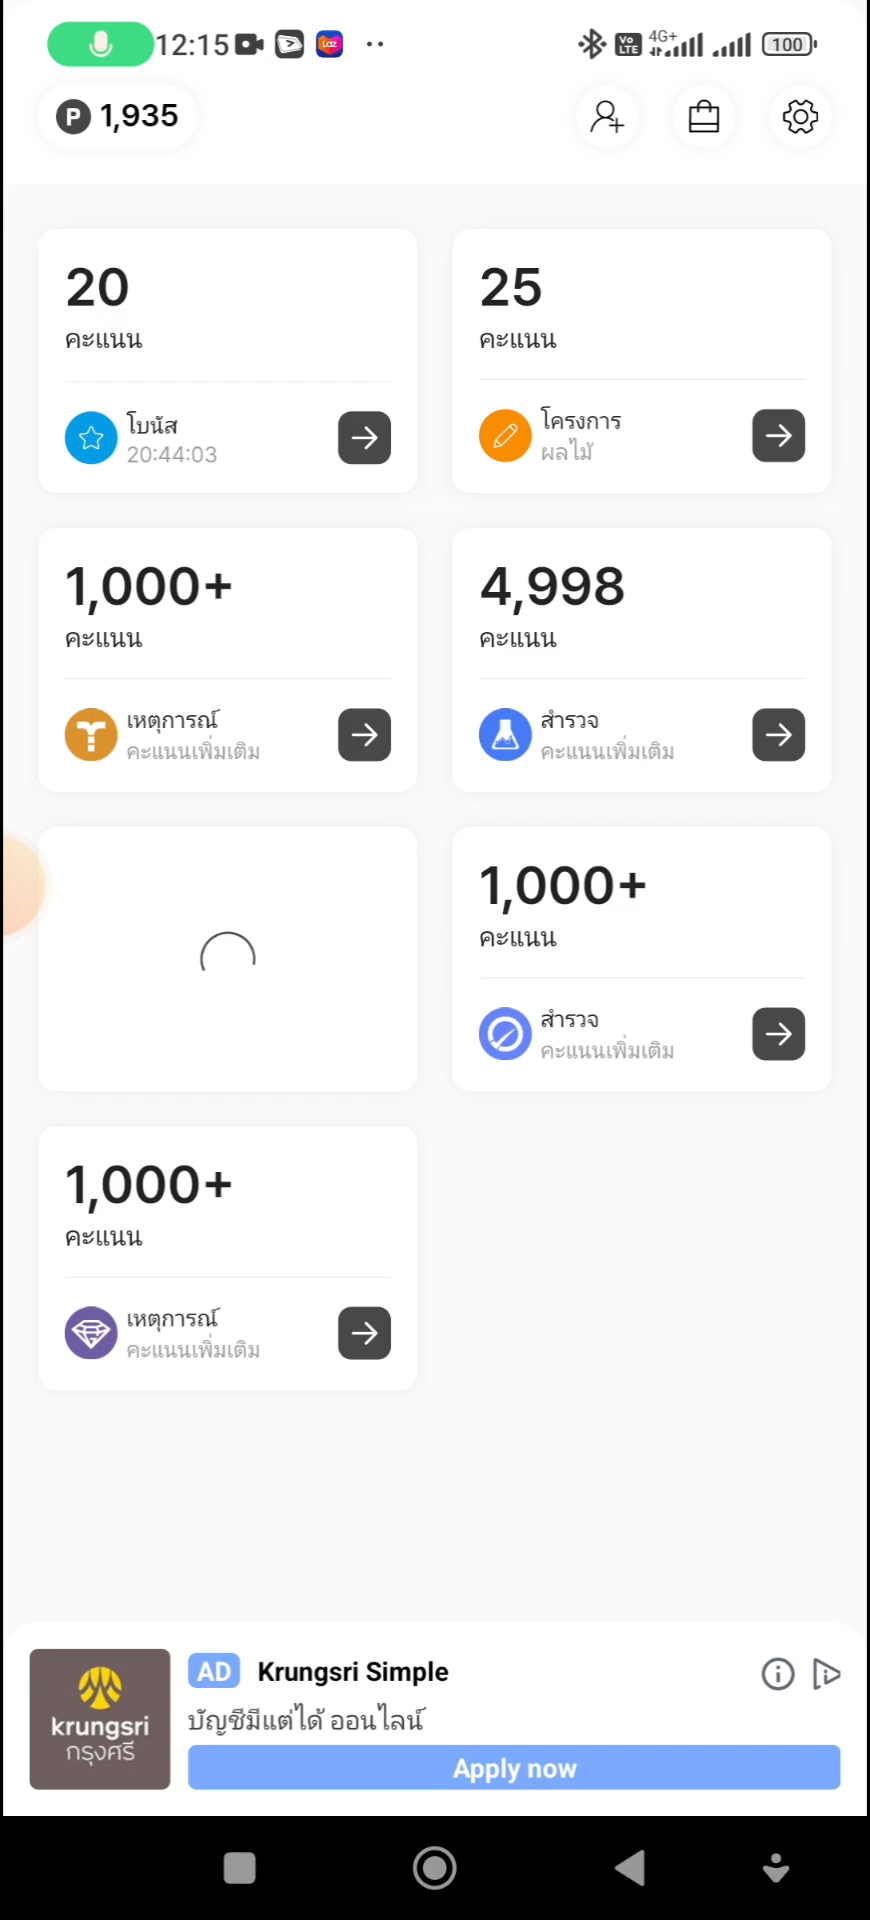 12:15
Vo LTE
4G+
100
P 1,935
20
คะแนน
โบนัส
20:44:03
25
คะแนน
โครงการ
ผลไม้
1,000+
คะแนน
เหตุการณ์
คะแนนเพิ่มเติม
4,998
คะแนน
สำรวจ
คะแนนเพิ่มเติม
1,000+
คะแนน
สำรวจ
คะแนนเพิ่มเติม
1,000+
คะแนน
เหตุการณ์
คะแนนเพิ่มเติม
krungsri
กรุงศรี
AD Krungsri Simple
บัญชีมีแต่ได้ ออนไลน์
Apply now